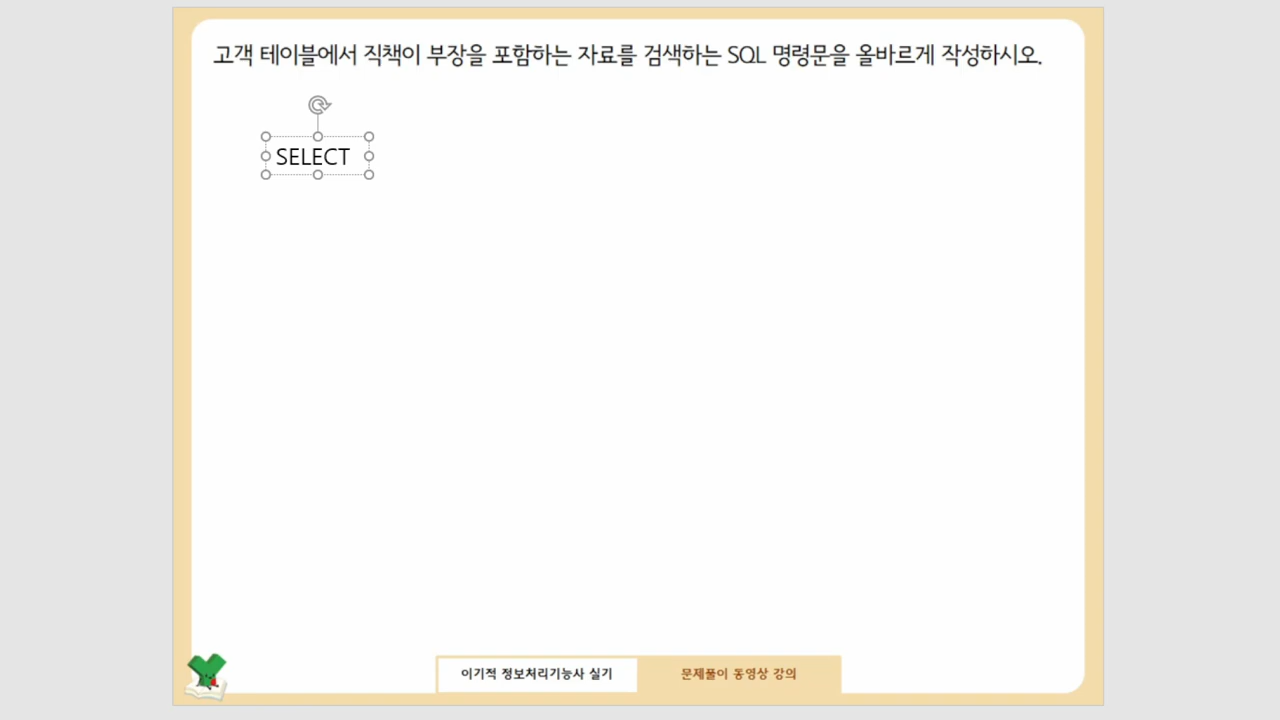 고객 테이블에서 직책이 부장을 포함하는 자료를 검색하는 SQL 명령문을 올바르게 작성하시오.
SELECT
이기적 정보처리기능사 실기
문제풀이 동영상 강의